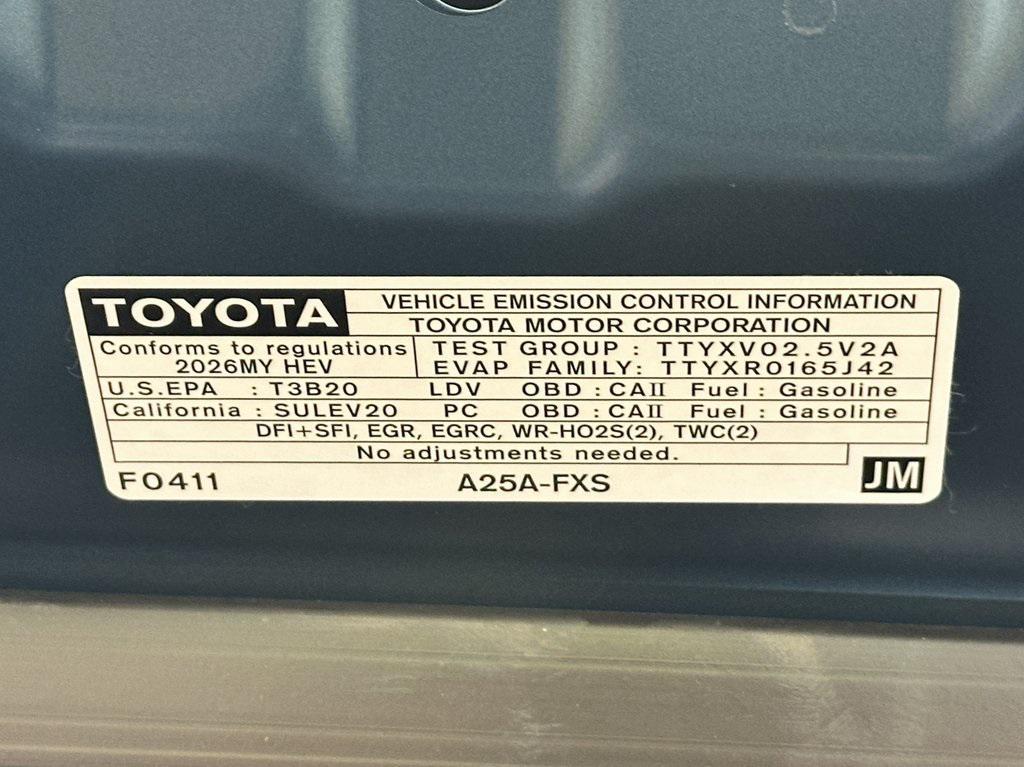 TOYOTA VEHICLE EMISSION CONTROL INFORMATION
TOYOTA MOTOR CORPORATION
Conforms to regulations
2026MY HEV
TEST GROUP : TTYXV02.5V2A
EVAP FAMILY: TTYXR0165J42
U.S.EPA : T3B20 LDV OBD : CAII Fuel : Gasoline
California : SULEV20 PC OBD : CAII Fuel : Gasoline
DFI+SFI, EGR, EGRC, WR-HO2S(2), TWC(2)
No adjustments needed.
F0411 A25A-FXS JM